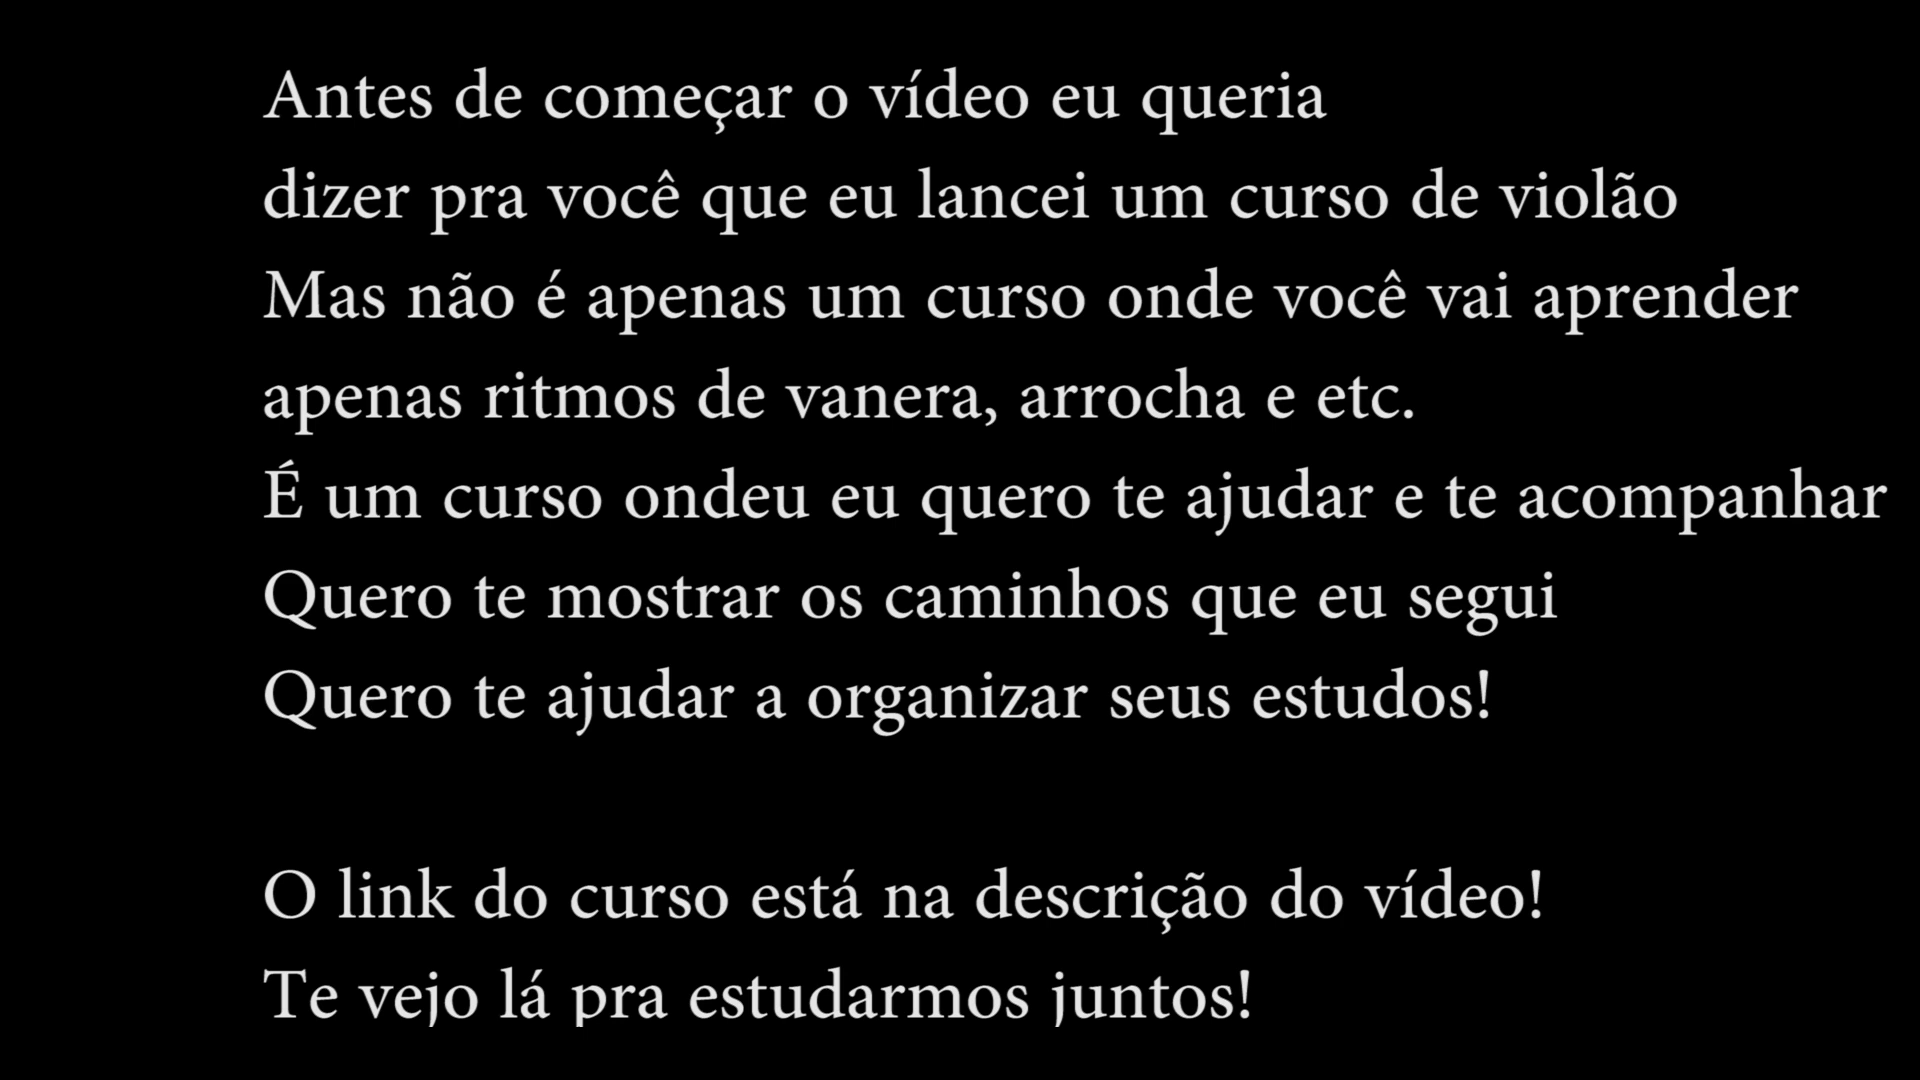 Antes de começar o vídeo eu queria
dizer pra você que eu lancei um curso de violão
Mas não é apenas um curso onde você vai aprender
apenas ritmos de vanera, arrocha e etc.
É um curso ondeu eu quero te ajudar e te acompanhar
Quero te mostrar os caminhos que eu segui
Quero te ajudar a organizar seus estudos!
O link do curso está na descrição do vídeo!
Te vejo lá pra estudarmos juntos!